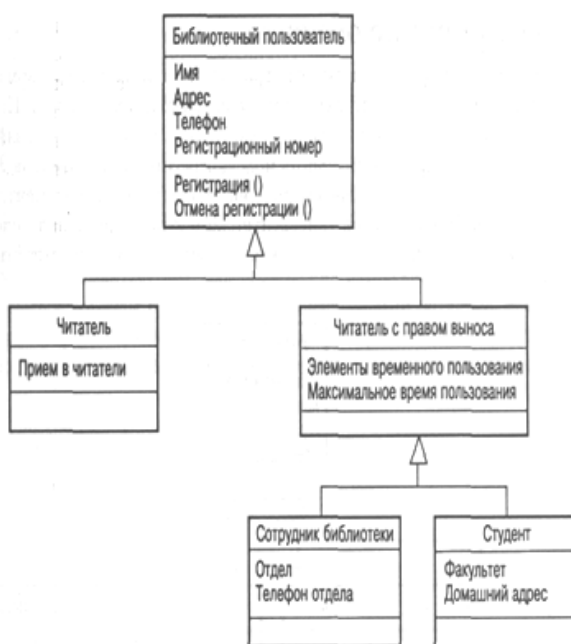 Библиотечный пользователь
Имя
Адрес
Телефон
Регистрационный номер
Регистрация ()
Отмена регистрации ()
Читатель
Прием в читатели
Читатель с правом выноса
Элементы временного пользования
Максимальное время пользования
Сотрудник библиотеки
Отдел
Телефон отдела
Студент
Факультет
Домашний адрес